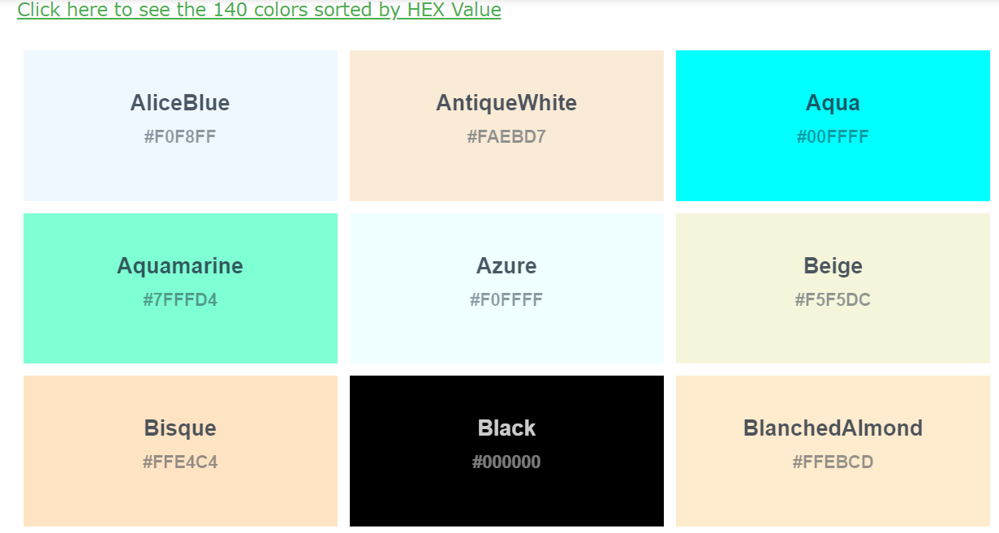 Click here to see the 140 colors sorted by HEX Value
AliceBlue
#F0F8FF
AntiqueWhite
#FAEBD7
Aqua
#00FFFF
Aquamarine
#7FFFD4
Azure
#F0FFFF
Beige
#F5F5DC
Bisque
#FFE4C4
Black
#000000
BlanchedAlmond
#FFEBCD